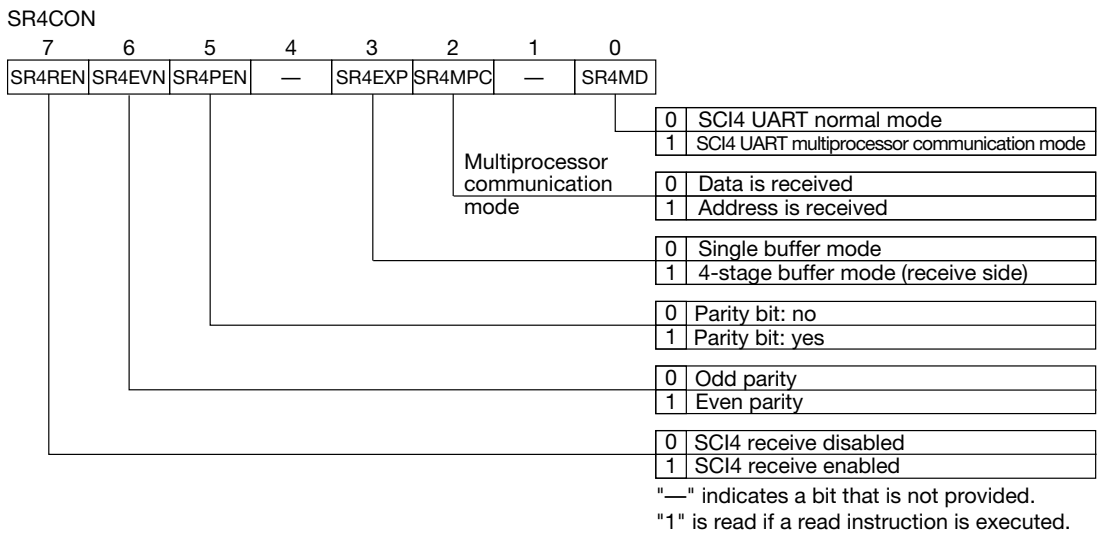 SR4CON
7 6 5 4 3 2 1 0
SR4REN SR4EVN SR4PEN — SR4EXP SR4MPC — SR4MD
0 SCI4 UART normal mode
1 SCI4 UART multiprocessor communication mode
Multiprocessor
communication
mode
0 Data is received
1 Address is received
0 Single buffer mode
1 4-stage buffer mode (receive side)
0 Parity bit: no
1 Parity bit: yes
0 Odd parity
1 Even parity
0 SCI4 receive disabled
1 SCI4 receive enabled
"—" indicates a bit that is not provided.
"1" is read if a read instruction is executed.